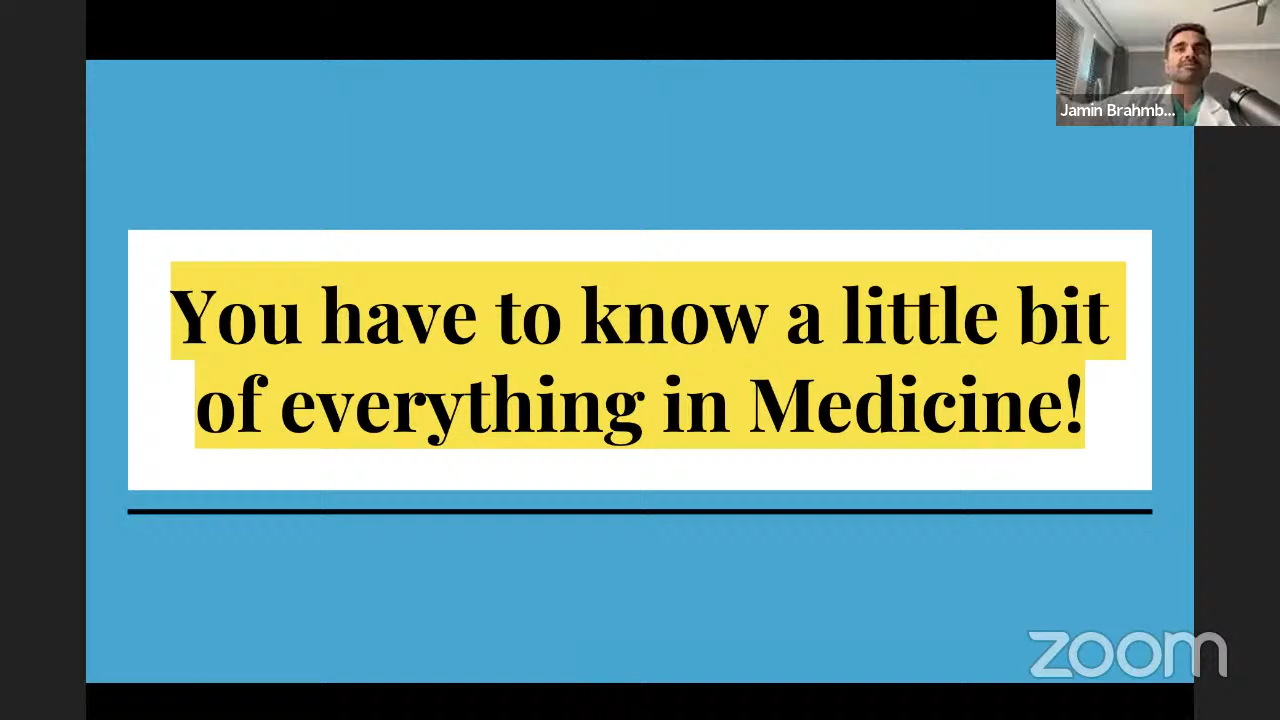 Jamin Brahmb...
You have to know a little bit
of everything in Medicine!
zoom